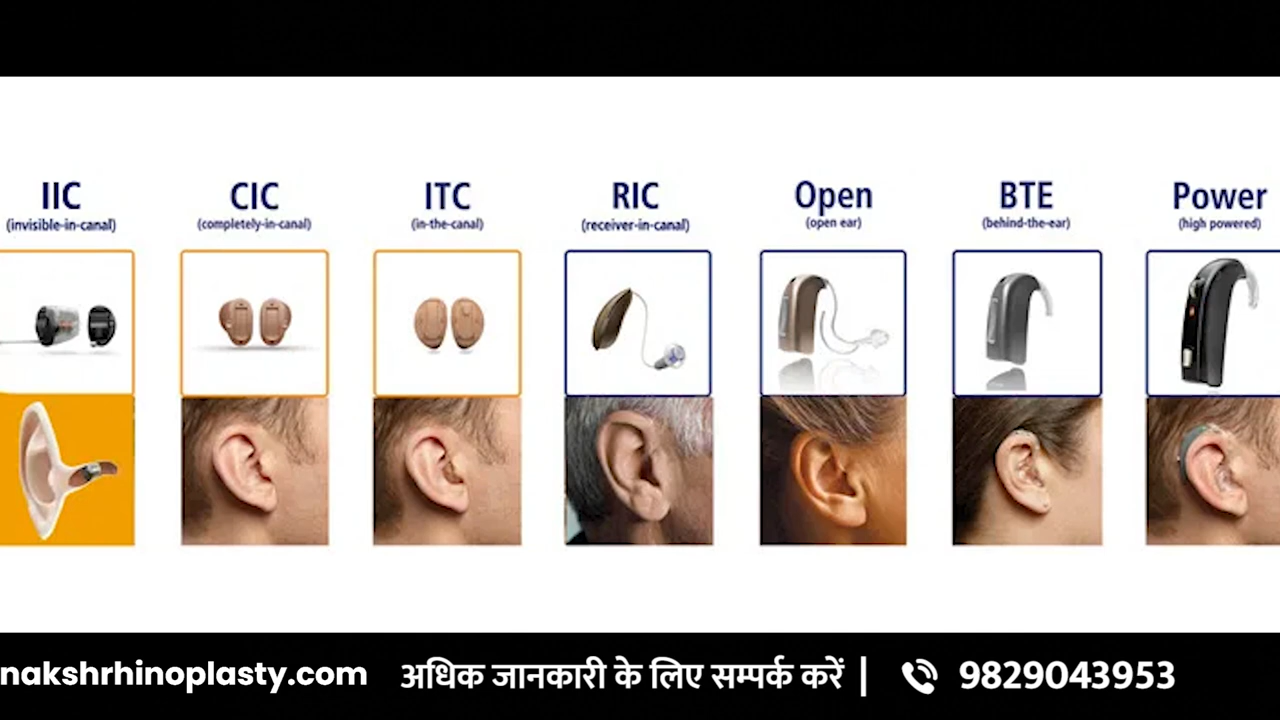 IIC
(invisible-in-canal)
CIC
(completely-in-canal)
ITC
(in-the-canal)
RIC
(receiver-in-canal)
Open
(open ear)
BTE
(behind-the-ear)
Power
(high powered)
nakshrhinoplasty.com अधिक जानकारी के लिए सम्पर्क करें | 9829043953